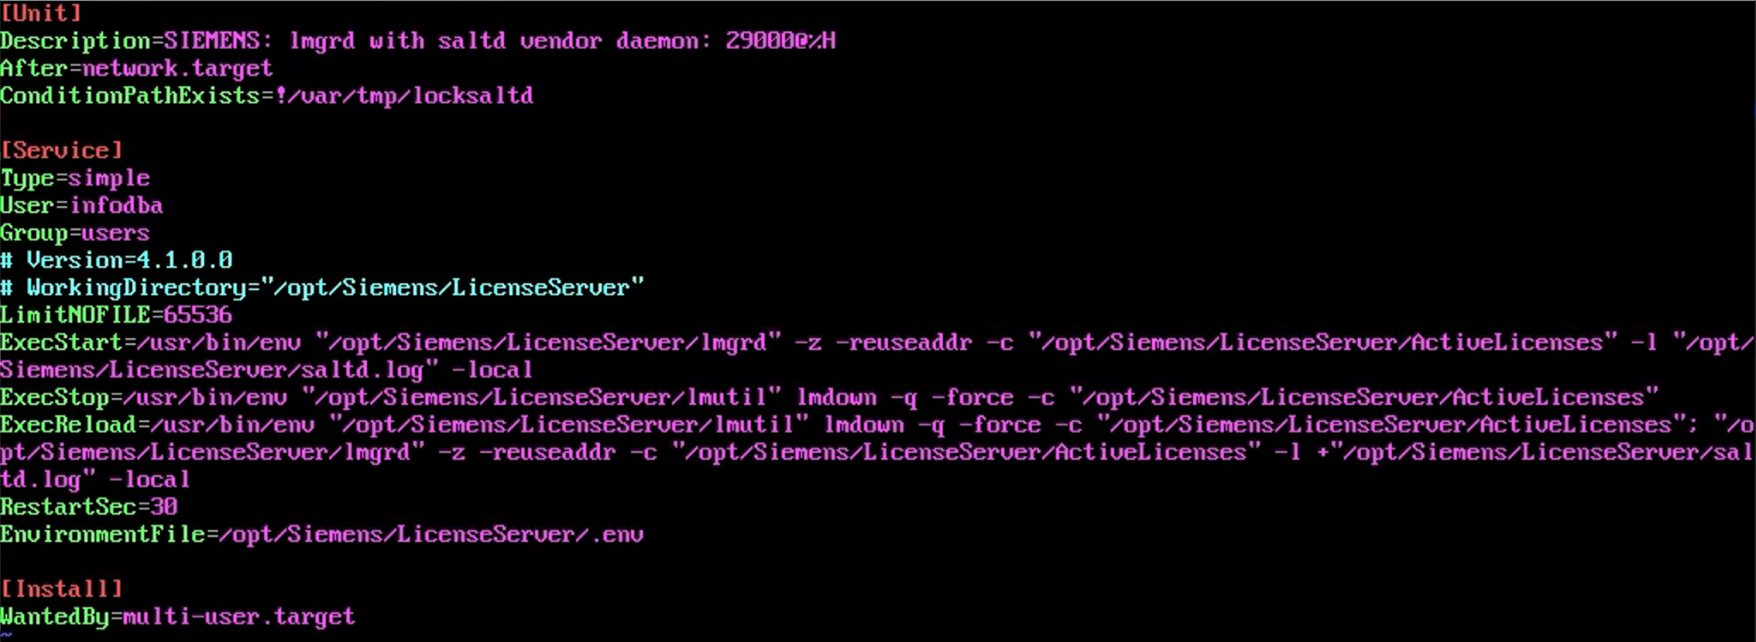 [Unit]
Description=SIEMENS: lmgrd with saltd vendor daemon: 29000@%H
After=network.target
ConditionPathExists=!/var/tmp/locksaltd

[Service]
Type=simple
User=infodba
Group=users
# Version=4.1.0.0
# WorkingDirectory="/opt/Siemens/LicenseServer"
LimitNOFILE=65536
ExecStart=/usr/bin/env "/opt/Siemens/LicenseServer/lmgrd" -z -reuseaddr -c "/opt/Siemens/LicenseServer/ActiveLicenses" -l "/opt/
Siemens/LicenseServer/saltd.log" -local
ExecStop=/usr/bin/env "/opt/Siemens/LicenseServer/lmutil" lmdown -q -force -c "/opt/Siemens/LicenseServer/ActiveLicenses"
ExecReload=/usr/bin/env "/opt/Siemens/LicenseServer/lmutil" lmdown -q -force -c "/opt/Siemens/LicenseServer/ActiveLicenses"; "/o
pt/Siemens/LicenseServer/lmgrd" -z -reuseaddr -c "/opt/Siemens/LicenseServer/ActiveLicenses" -l +"/opt/Siemens/LicenseServer/sal
td.log" -local
RestartSec=30
EnvironmentFile=/opt/Siemens/LicenseServer/.env

[Install]
WantedBy=multi-user.target
~